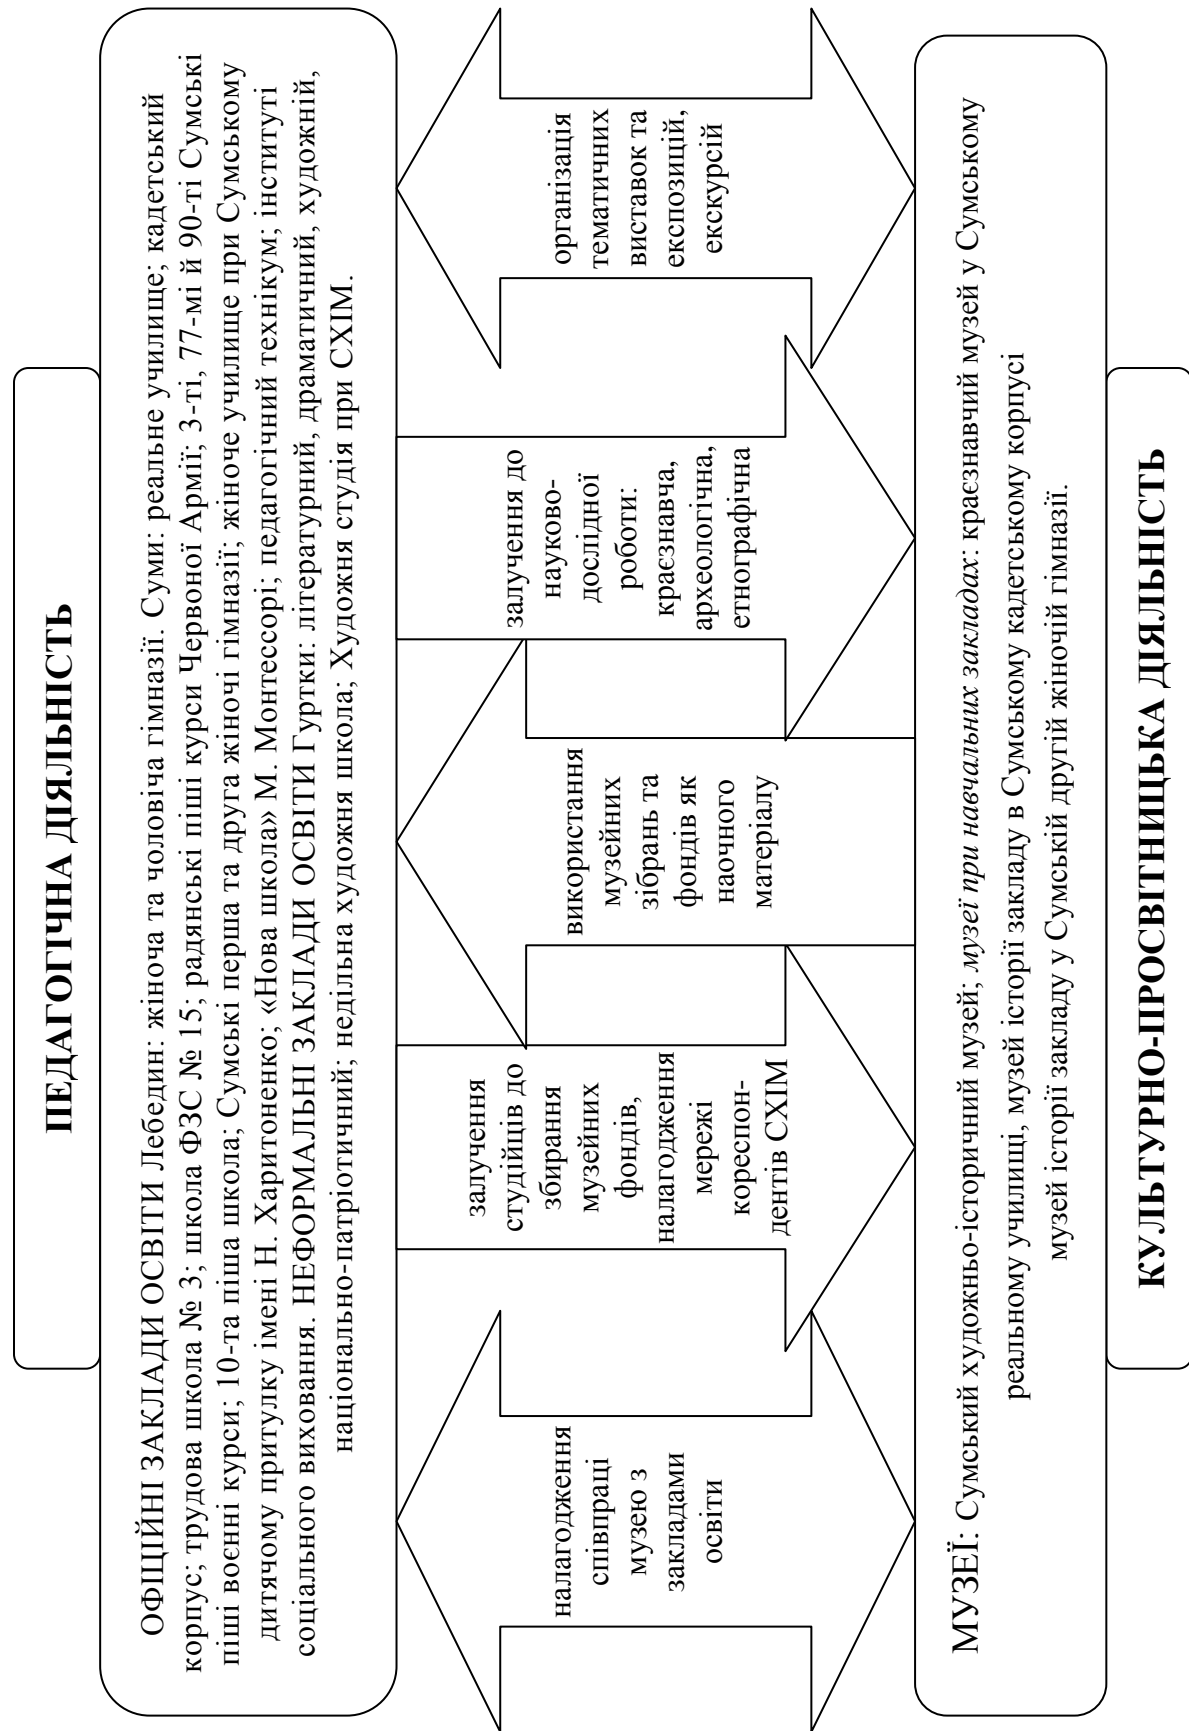 ПЕДАГОГІЧНА ДІЯЛЬНІСТЬ
ОФІЦІЙНІ ЗАКЛАДИ ОСВІТИ Лебедин: жіноча та чоловіча гімназії. Суми: реальне училище; кадетський
корпус; трудова школа № 3; школа ФЗС № 15; радянські піші курси Червоної Армії; 3-ті, 77-мі й 90-ті Сумські
піші воєнні курси; 10-та піша школа; Сумські перша та друга жіночі гімназії; жіноче училище при Сумському
дитячому притулку імені Н. Харитоненко; «Нова школа» М. Монтессорі; педагогічний технікум; інституті
соціального виховання. НЕФОРМАЛЬНІ ЗАКЛАДИ ОСВІТИ Гуртки: літературний, драматичний, художній,
національно-патріотичний; недільна художня школа; Художня студія при СХІМ.
налагодження
співпраці
музею з
закладами
освіти
залучення
студійців до
збирання
музейних
фондів,
налагодження
мережі
кореспон-
дентів СХІМ
використання
музейних
зібрань та
фондів як
наочного
матеріалу
залучення до
науково-
дослідної
роботи:
краєзнавча,
археологічна,
етнографічна
організація
тематичних
виставок та
експозицій,
екскурсій
МУЗЕЇ: Сумський художньо-історичний музей; музеї при навчальних закладах: краєзнавчий музей у Сумському
реальному училищі, музей історії закладу в Сумському кадетському корпусі
музей історії закладу у Сумській другій жіночій гімназії.
КУЛЬТУРНО-ПРОСВІТНИЦЬКА ДІЯЛЬНІСТЬ